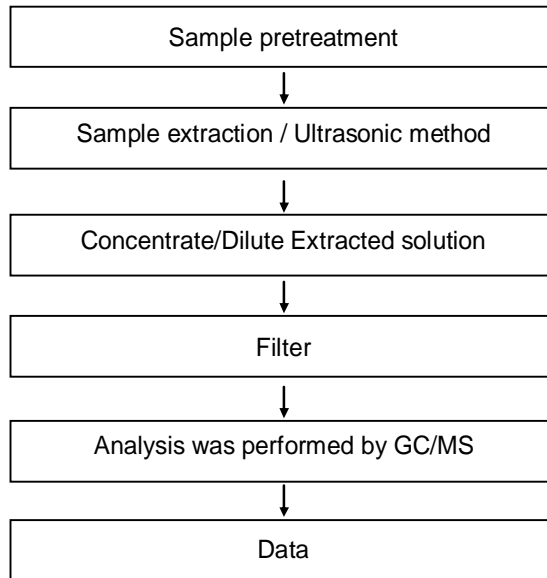 Sample pretreatment
Sample extraction / Ultrasonic method
Concentrate/Dilute Extracted solution
Filter
Analysis was performed by GC/MS
Data